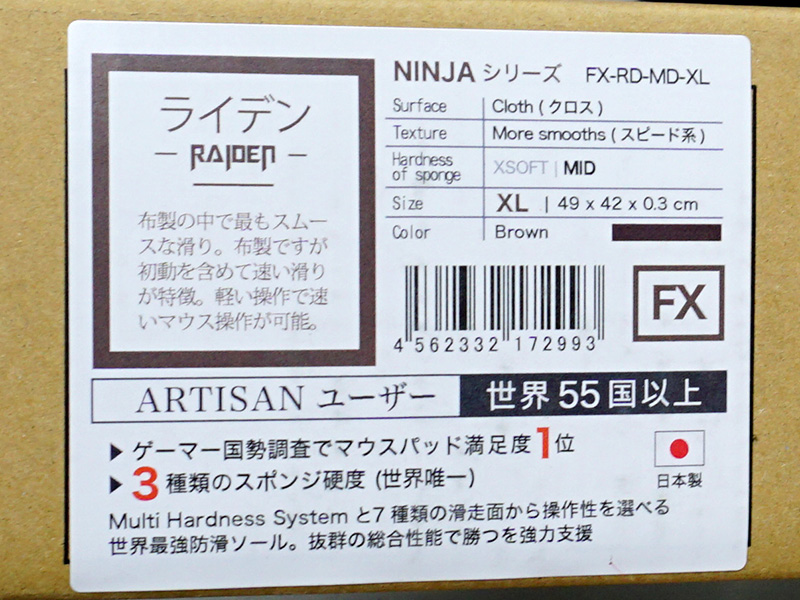 ライデン
RAIDEN
布製の中で最もスムー
スな滑り。布製ですが
初動を含めて速い滑り
が特徴。軽い操作で速
いマウス操作が可能。
NINJA シリーズ FX-RD-MD-XL
Surface Cloth ( クロス )
Texture More smooths ( スピード系 )
Hardness of sponge XSOFT | MID
Size XL | 49 x 42 x 0.3 cm
Color Brown
4 562332 172993
FX
ARTISAN ユーザー 世界 55 国以上
▶ ゲーマー国勢調査でマウスパッド満足度 1 位
▶ 3 種類のスポンジ硬度 (世界唯一)
日本製
Multi Hardness System と7 種類の滑走面から操作性を選べる
世界最強防滑ソール。抜群の総合性能で勝つを強力支援